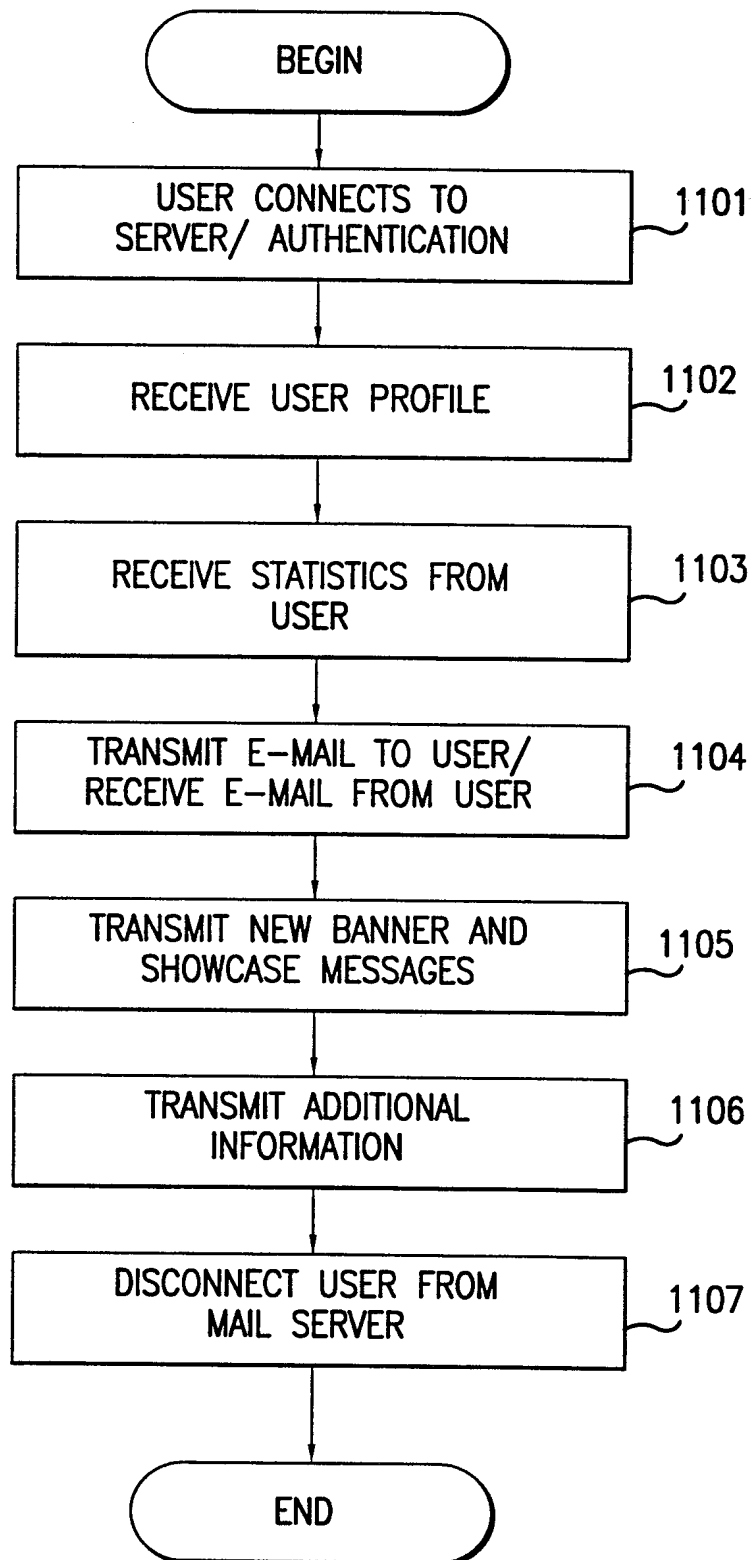 BEGIN
USER CONNECTS TO
SERVER/ AUTHENTICATION
1101
RECEIVE USER PROFILE
1102
RECEIVE STATISTICS FROM
USER
1103
TRANSMIT E-MAIL TO USER/
RECEIVE E-MAIL FROM USER
1104
TRANSMIT NEW BANNER AND
SHOWCASE MESSAGES
1105
TRANSMIT ADDITIONAL
INFORMATION
1106
DISCONNECT USER FROM
MAIL SERVER
1107
END